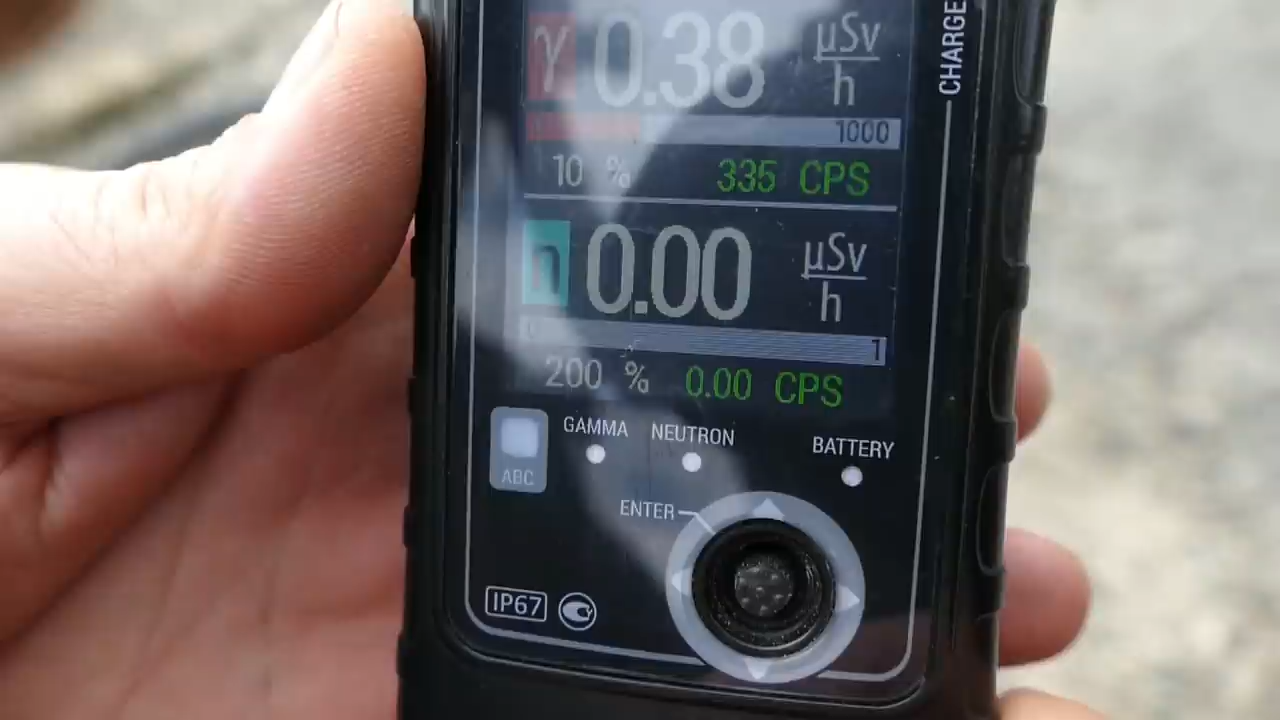 γ 0.38 µSv/h
1000
10 % 335 CPS
n 0.00 µSv/h
0 1
200 % 0.00 CPS
GAMMA NEUTRON BATTERY
ABC
ENTER
IP67
CHARGE